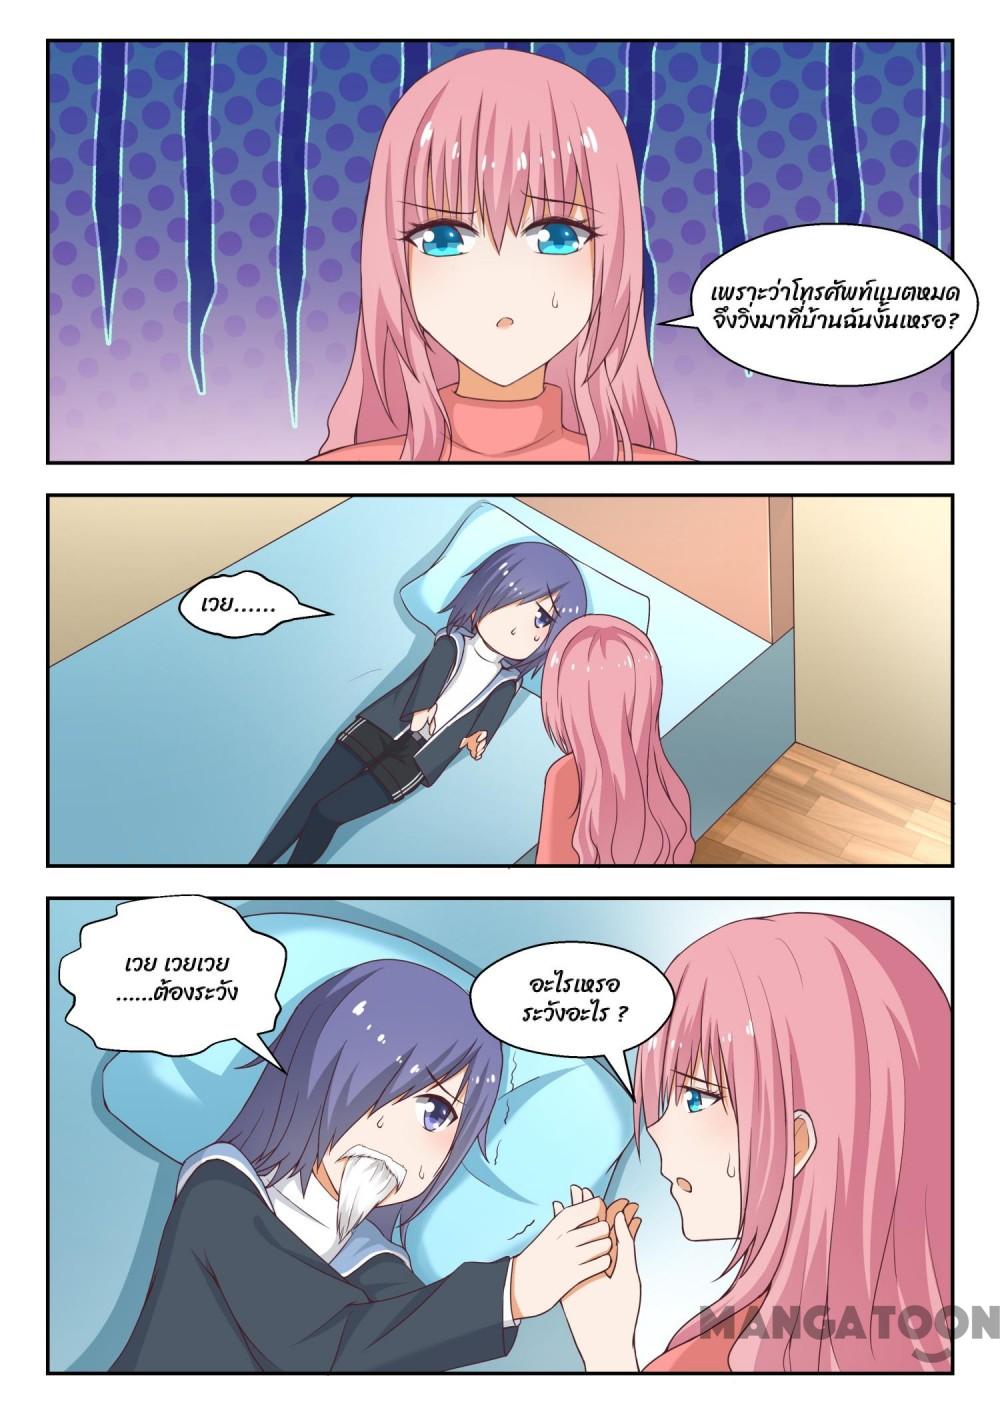 เพราะว่าโทรศัพท์แบตหมด
จึงวิ่งมาที่บ้านฉันงั้นเหรอ?
เวย......
เวย เวยเวย
......ต้องระวัง
อะไรเหรอ
ระวังอะไร ?
MANGATOON